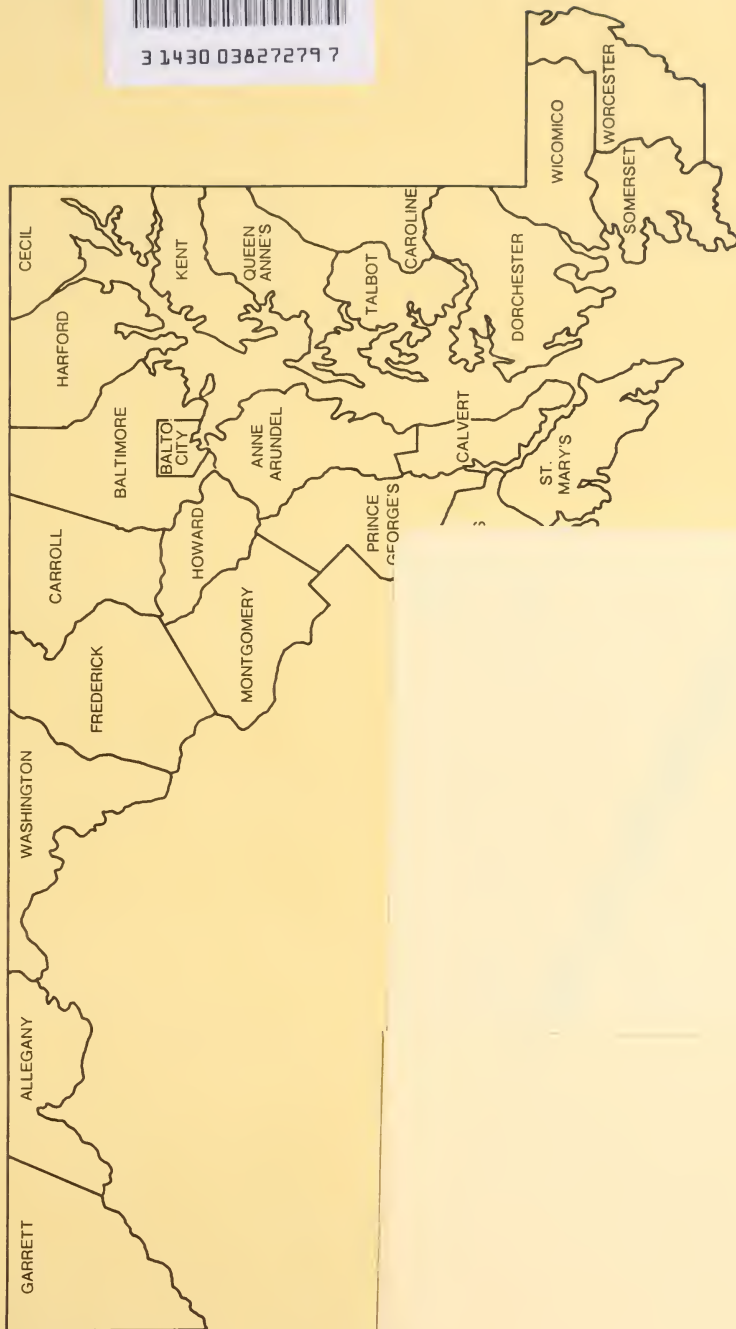 3 1430 03827279 7
GARRETT
ALLEGANY
WASHINGTON
FREDERICK
CARROLL
BALTIMORE
HARFORD
CECIL
BALTO
CITY
HOWARD
MONTGOMERY
ANNE
ARUNDEL
KENT
QUEEN
ANNE'S
TALBOT
CAROLINE
PRINCE
GEORGE'S
CALVERT
S
ST.
MARY'S
DORCHESTER
WICOMICO
SOMERSET
WORCESTER